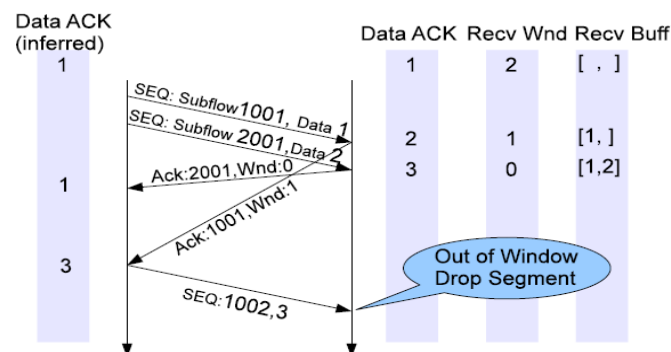 Data ACK
(inferred)
Data ACK Recv Wnd Recv Buff
1
1 2 [ , ]
SEQ: Subflow1001, Data 1
SEQ: Subflow 2001,Data 2
2 1 [1, ]
Ack:2001,Wnd:0
3 0 [1,2]
1
Ack:1001,Wnd:1
3
Out of Window
Drop Segment
SEQ:1002,3